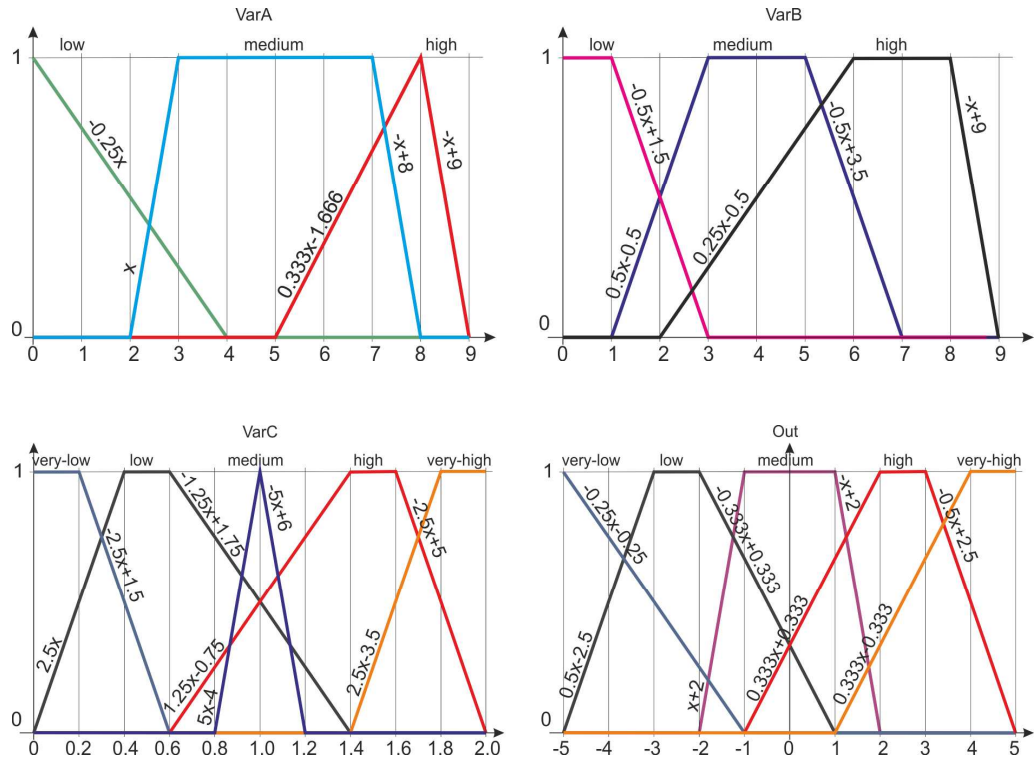 VarA
low medium high
1
-0.25x
x
0.333x-1.666
-x+8
-x+9
0
0 1 2 3 4 5 6 7 8 9
VarB
low medium high
1
-0.5x+1.5
0.5x-0.5
0.25x-0.5
-0.5x+3.5
-x+9
0
0 1 2 3 4 5 6 7 8 9
VarC
very-low low medium high very-high
1
2.5x
-2.5x+1.5
-1.25x+1.75
1.25x-0.75
5x-4
-5x+6
2.5x-3.5
-2.5x+5
0
0 0.2 0.4 0.6 0.8 1.0 1.2 1.4 1.6 1.8 2.0
Out
very-low low medium high very-high
1
0.5x-2.5
-0.25x-0.25
x+2
-0.333x+0.333
0.333x+0.333
-x+2
0.333x-0.333
-0.5x+2.5
0
-5 -4 -3 -2 -1 0 1 2 3 4 5